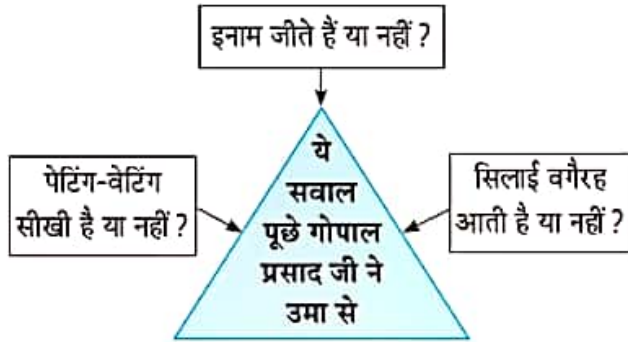 इनाम जीते हैं या नहीं ?
पेटिंग-वेटिंग
सीखी है या नहीं ?
ये
सवाल
पूछे गोपाल
प्रसाद जी ने
उमा से
सिलाई वगैरह
आती है या नहीं ?